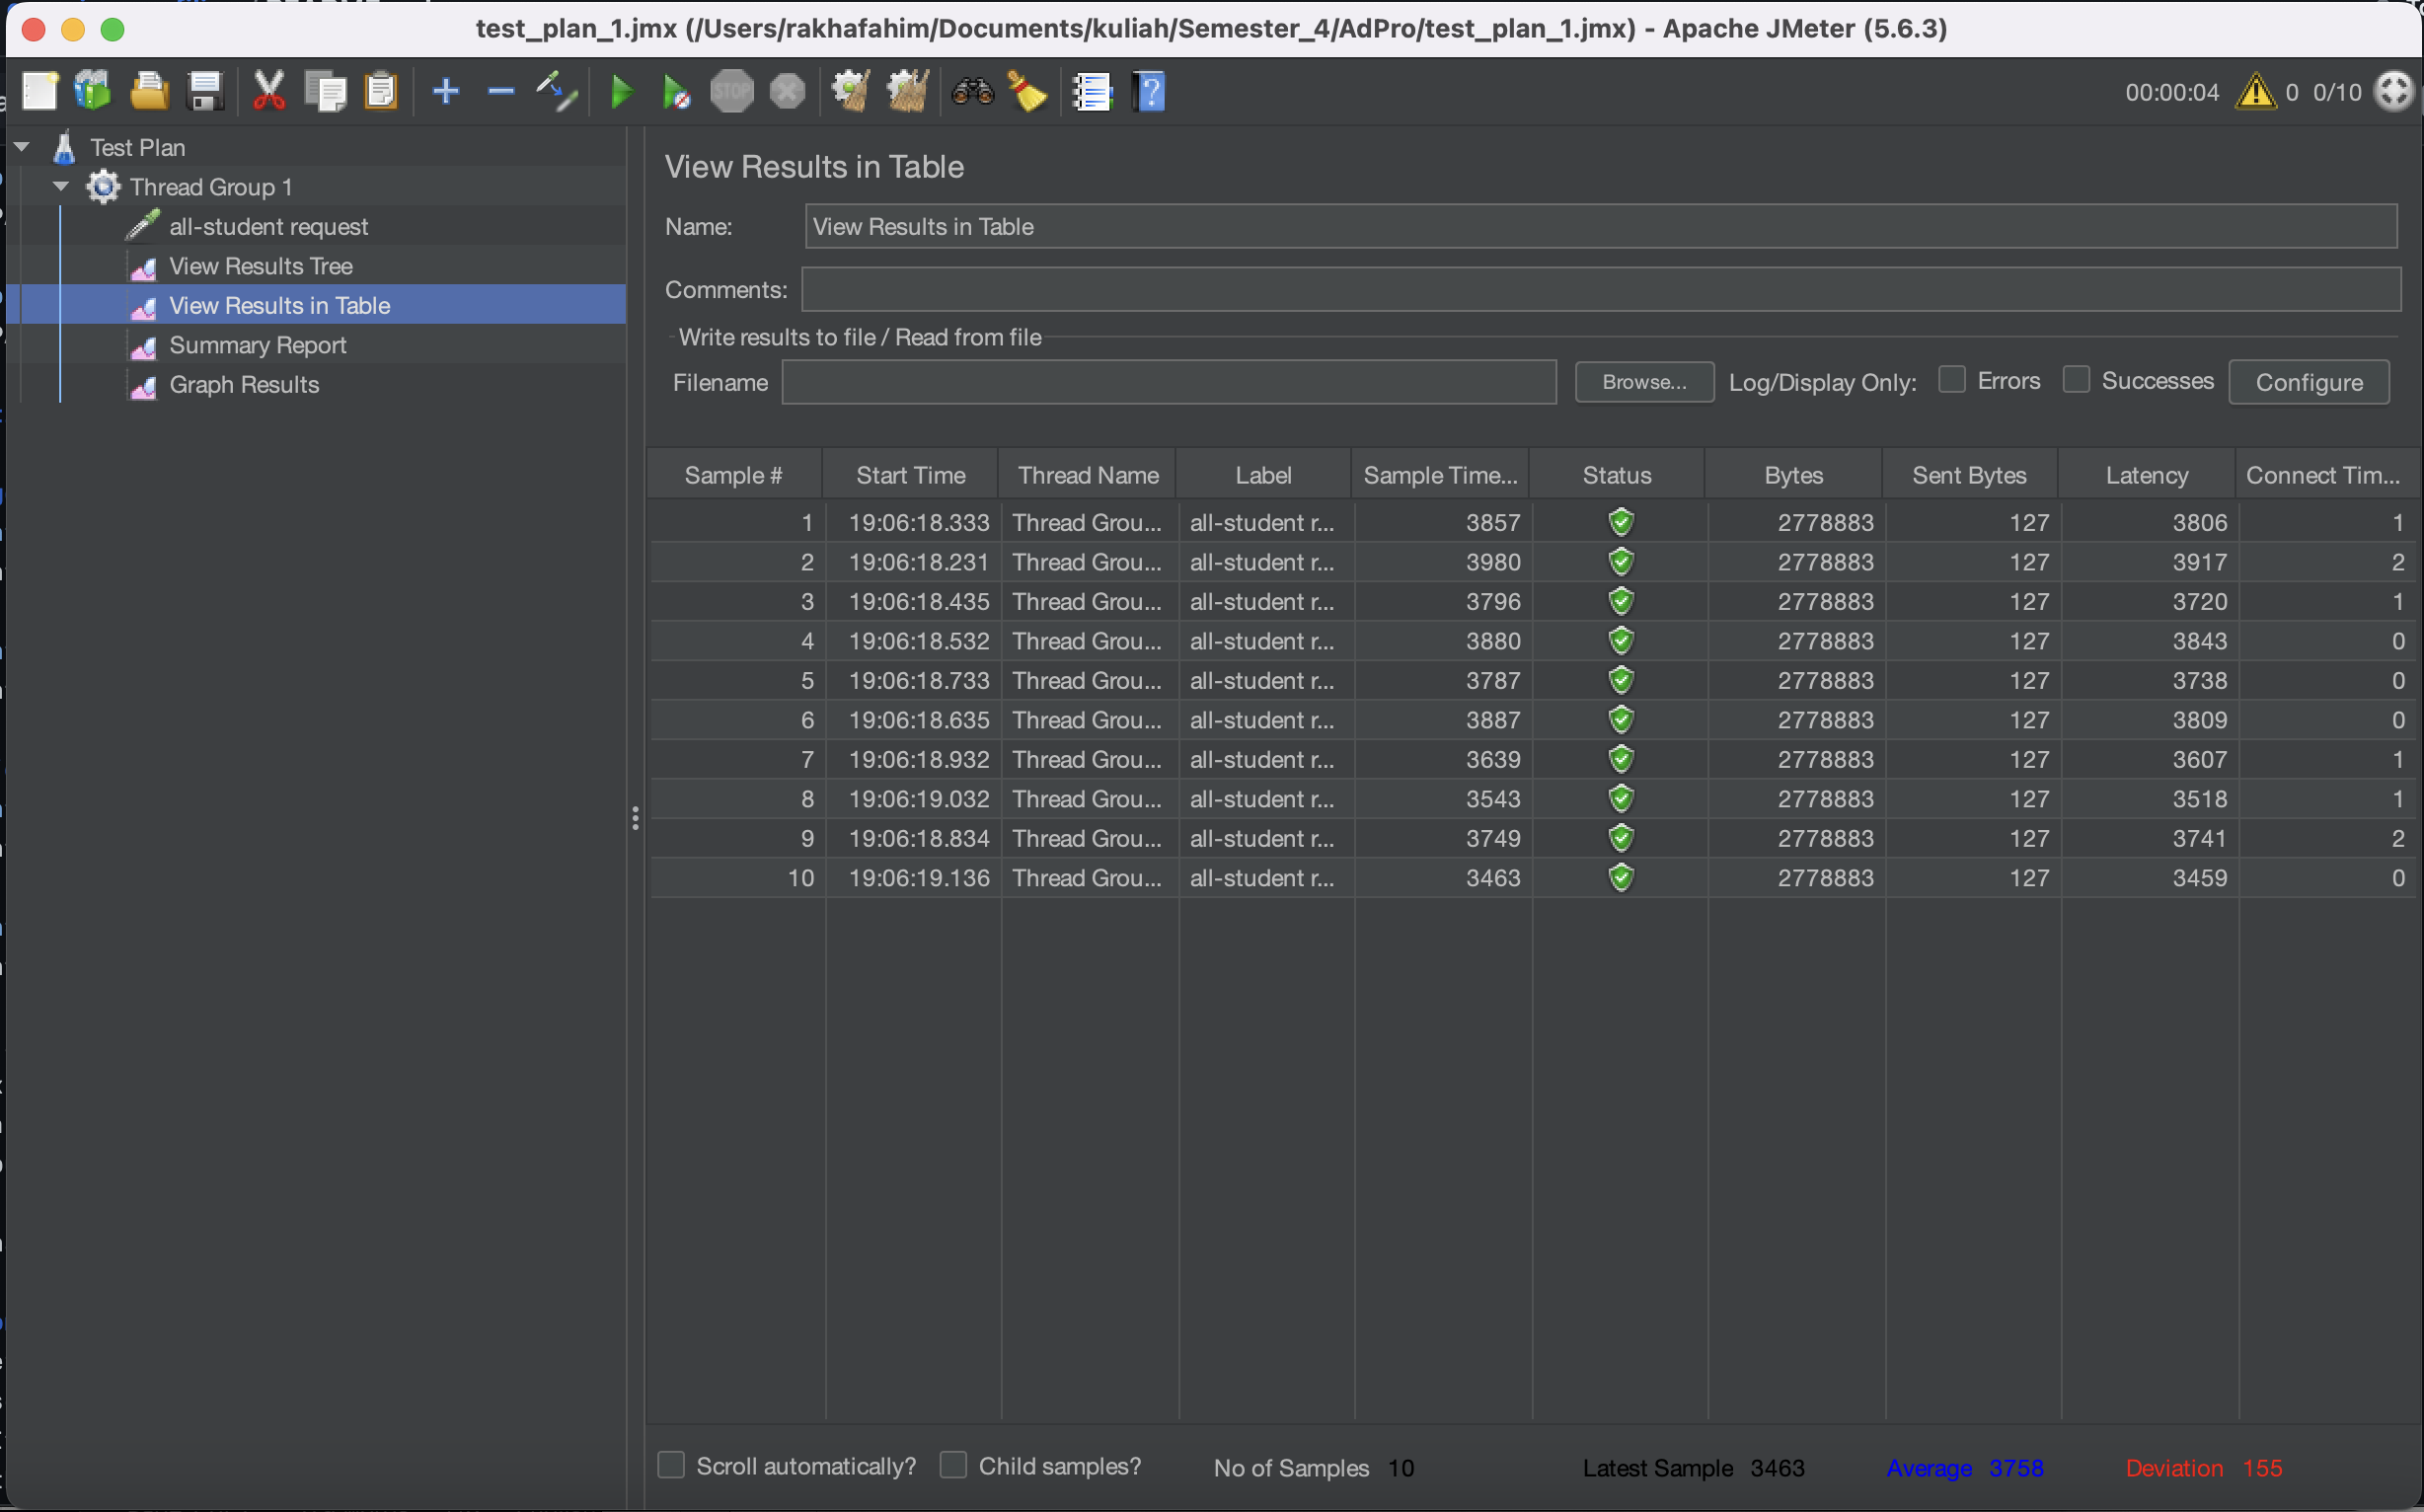 test_plan_1.jmx (/Users/rakhafahim/Documents/kuliah/Semester_4/AdPro/test_plan_1.jmx) - Apache JMeter (5.6.3)
STOP
00:00:04 0 0/10
Test Plan
Thread Group 1
all-student request
View Results Tree
View Results in Table
Summary Report
Graph Results
View Results in Table
Name: View Results in Table
Comments:
Write results to file / Read from file
Filename Browse... Log/Display Only: Errors Successes Configure
Sample # Start Time Thread Name Label Sample Time... Status Bytes Sent Bytes Latency Connect Tim...
1 19:06:18.333 Thread Grou... all-student r... 3857 2778883 127 3806 1
2 19:06:18.231 Thread Grou... all-student r... 3980 2778883 127 3917 2
3 19:06:18.435 Thread Grou... all-student r... 3796 2778883 127 3720 1
4 19:06:18.532 Thread Grou... all-student r... 3880 2778883 127 3843 0
5 19:06:18.733 Thread Grou... all-student r... 3787 2778883 127 3738 0
6 19:06:18.635 Thread Grou... all-student r... 3887 2778883 127 3809 0
7 19:06:18.932 Thread Grou... all-student r... 3639 2778883 127 3607 1
8 19:06:19.032 Thread Grou... all-student r... 3543 2778883 127 3518 1
9 19:06:18.834 Thread Grou... all-student r... 3749 2778883 127 3741 2
10 19:06:19.136 Thread Grou... all-student r... 3463 2778883 127 3459 0
Scroll automatically? Child samples? No of Samples 10 Latest Sample 3463 Average 3758 Deviation 155